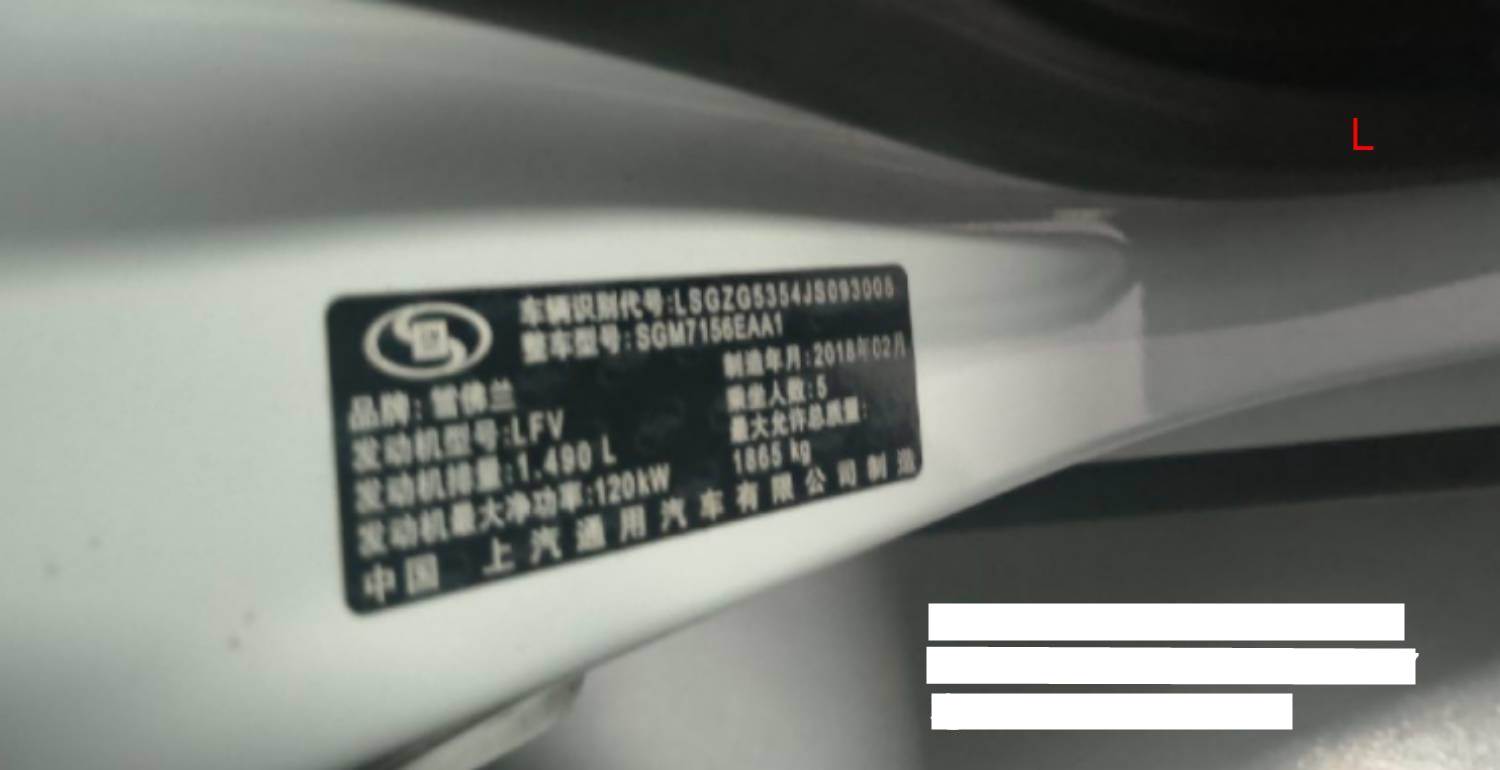 L
车辆识别代号:LSGZG5354JS093008
整车型号:SGM7156EAA1
制造年月:2018年02月
品牌:雪佛兰
乘坐人数:5
发动机型号:LFV
最大允许总质量:
发动机排量:1.490 L
1865 kg
发动机最大净功率:120kW
中国 上汽通用汽车有限公司制造